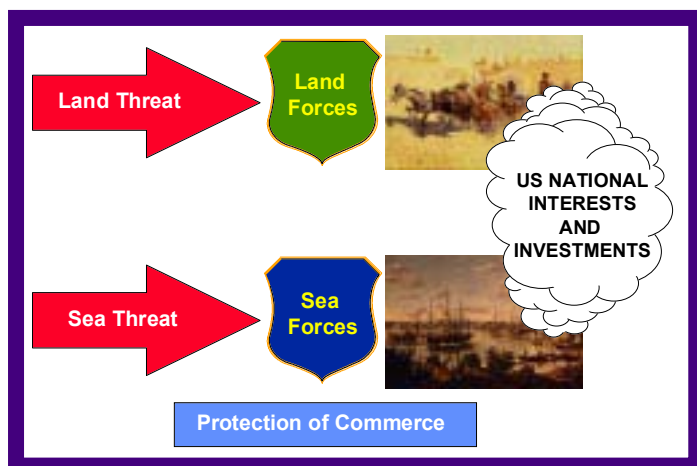 Land Threat
Land
Forces
US NATIONAL
INTERESTS
AND
INVESTMENTS
Sea Threat
Sea
Forces
Protection of Commerce